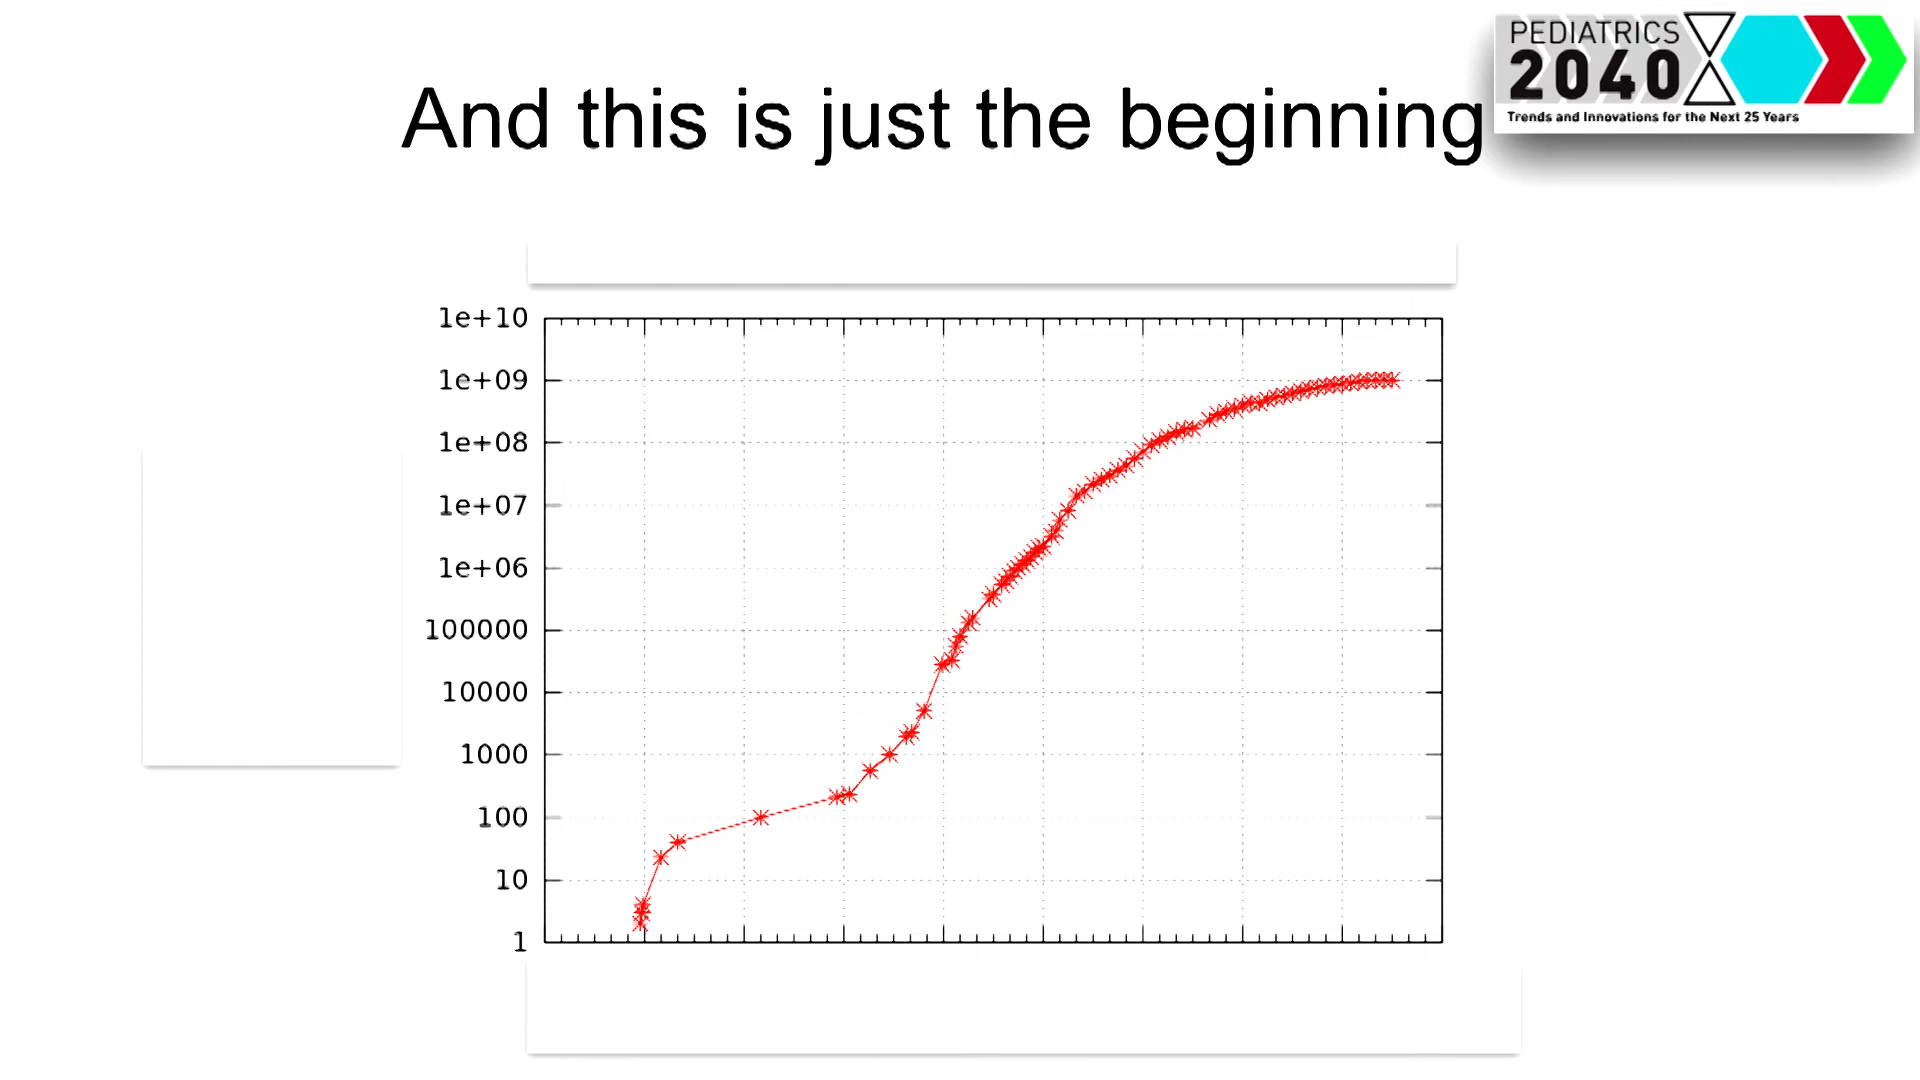 PEDIATRICS
2040
Trends and Innovations for the Next 25 Years
And this is just the beginning
1e+10
1e+09
1e+08
1e+07
1e+06
100000
10000
1000
100
10
1